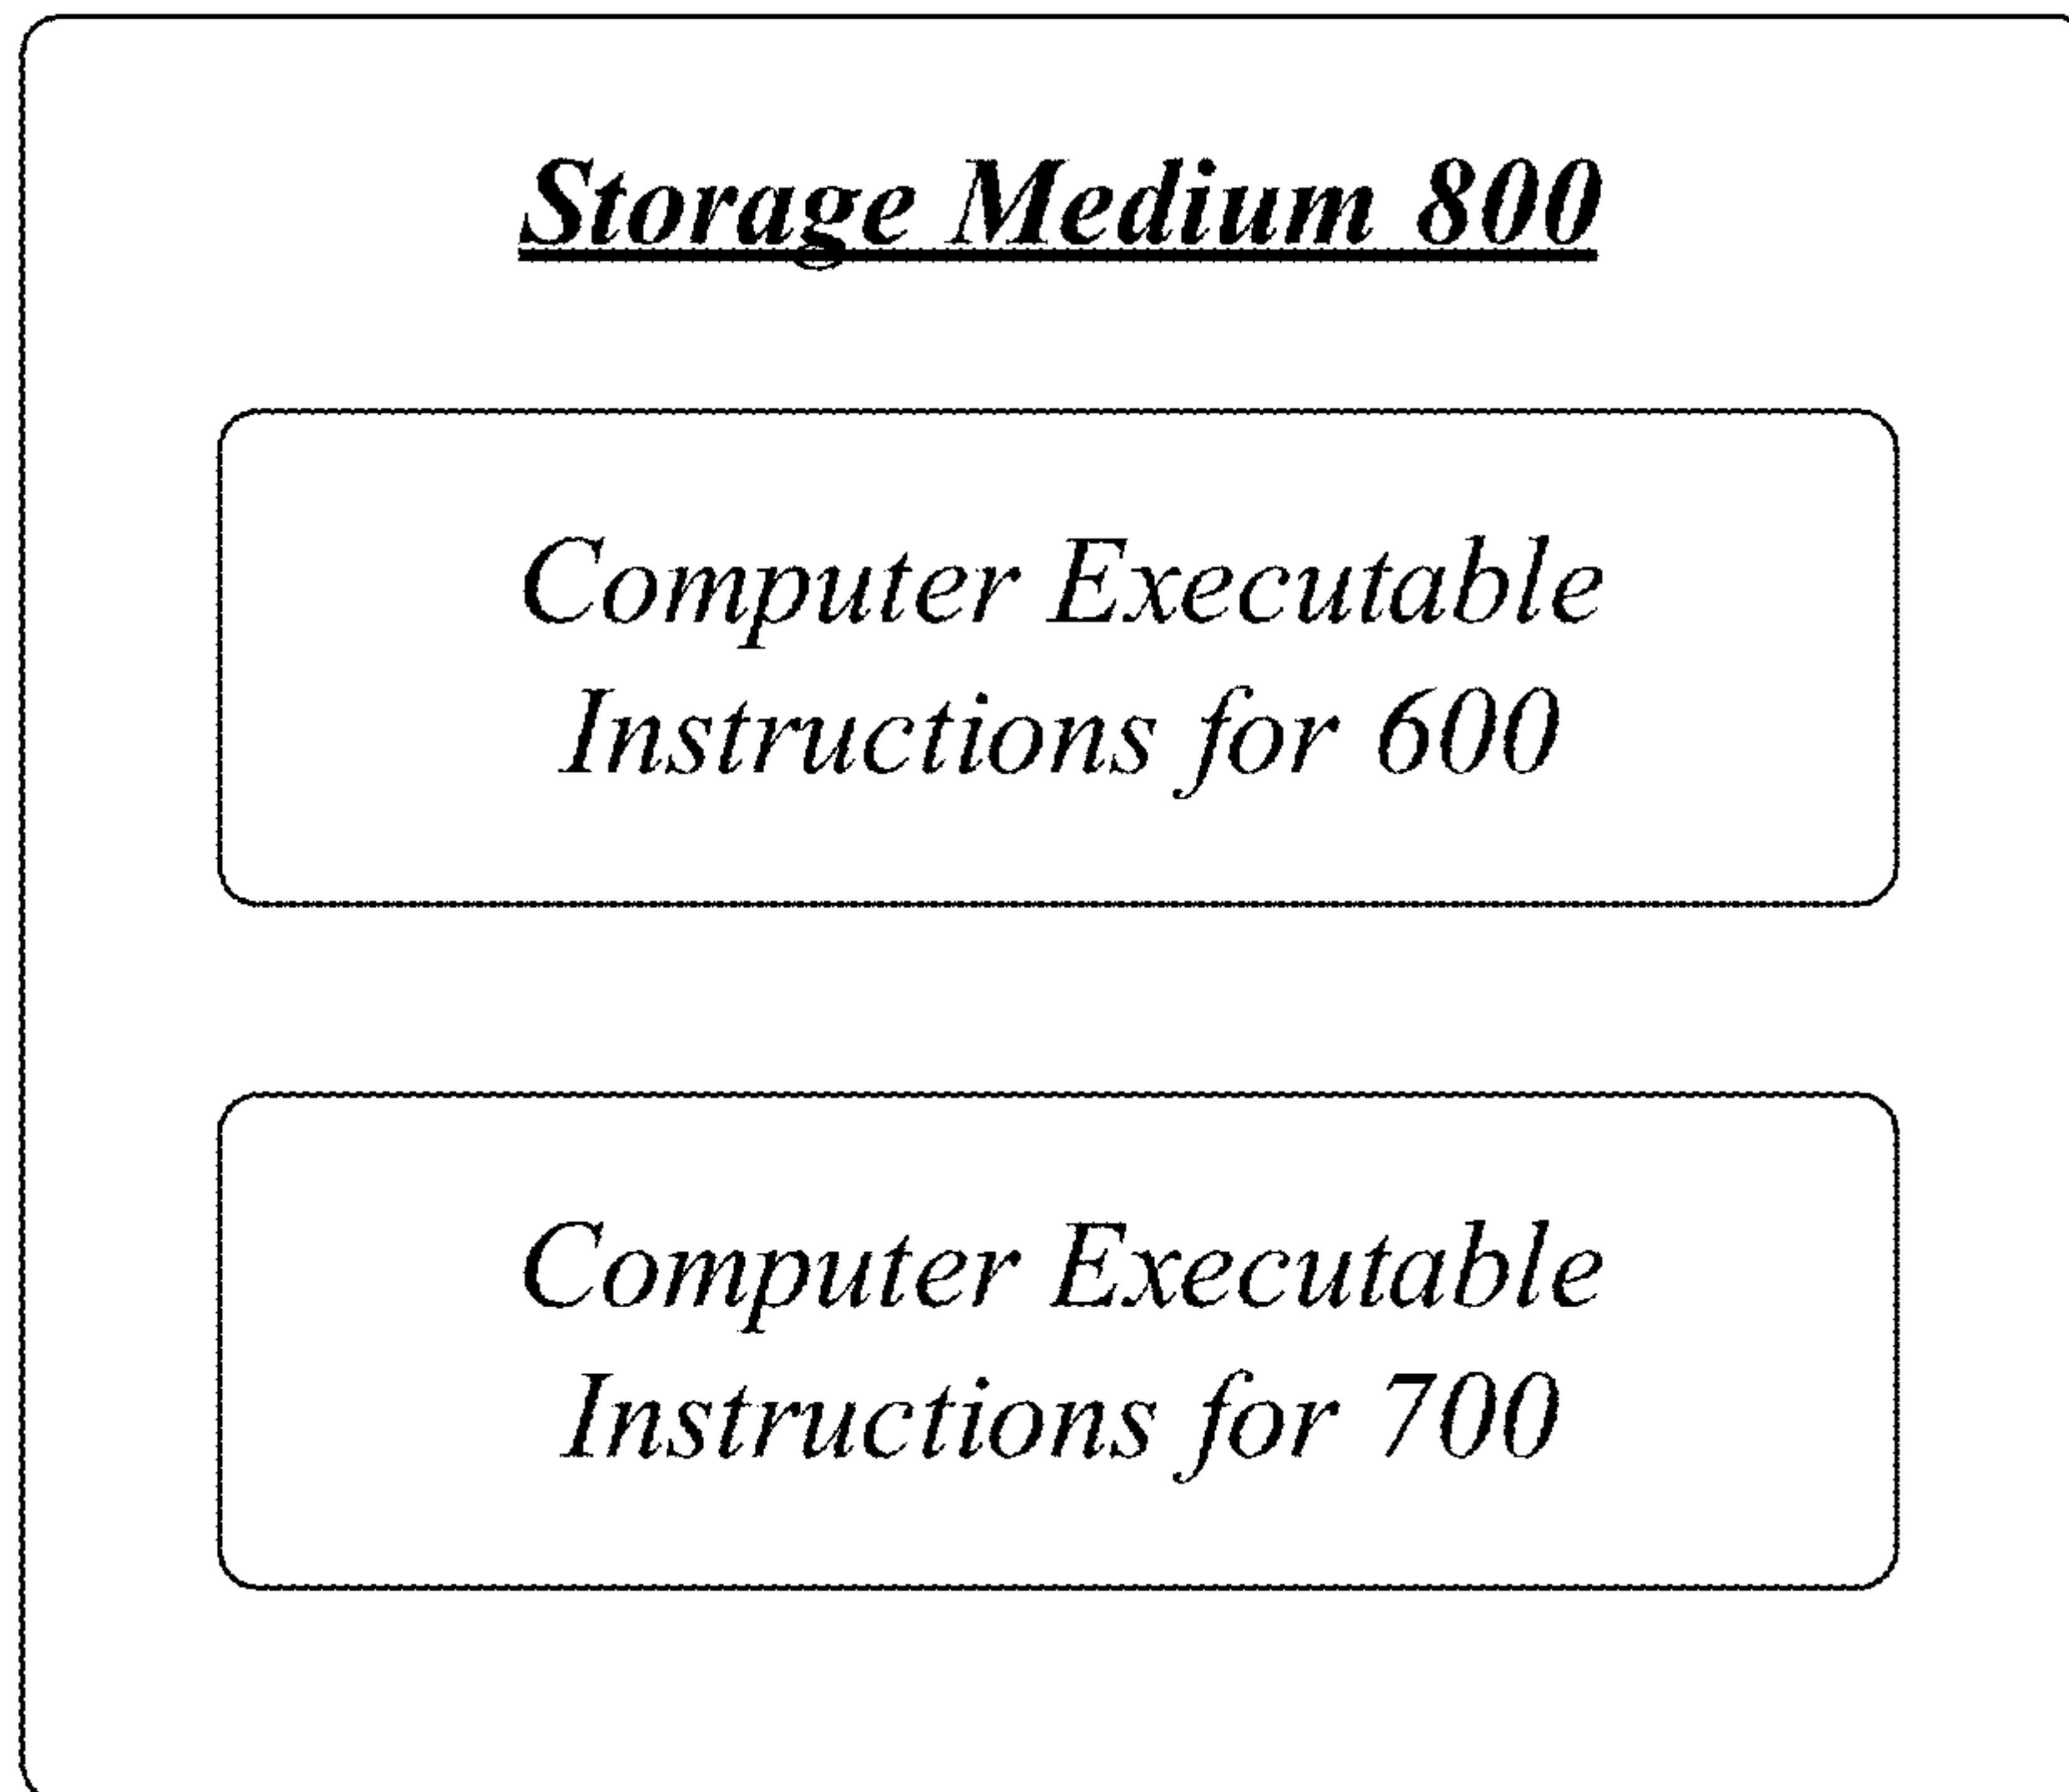 Storage Medium 800
Computer Executable
Instructions for 600
Computer Executable
Instructions for 700